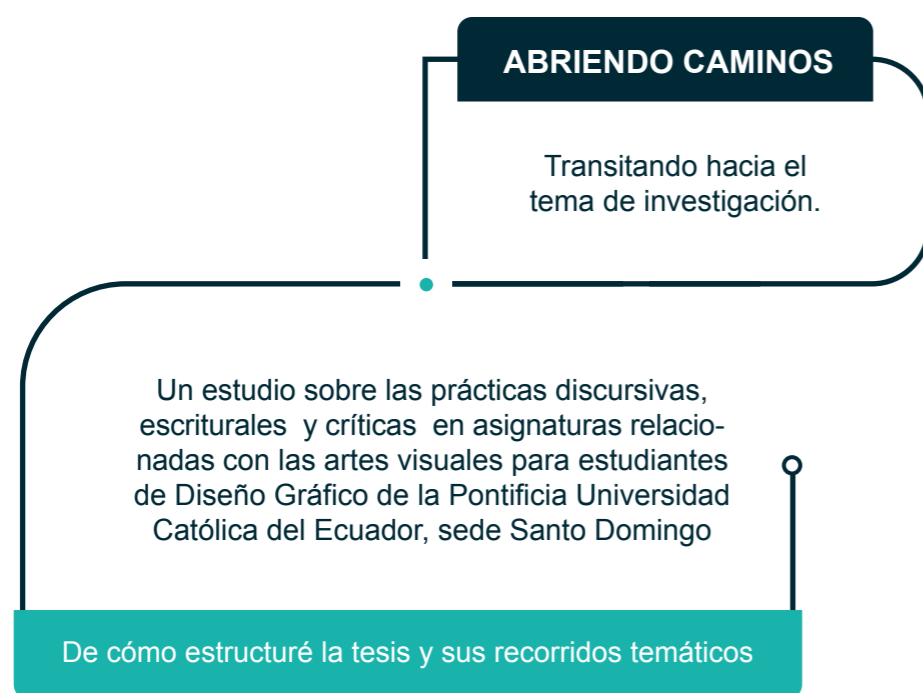 ABRIENDO CAMINOS
Transitando hacia el
tema de investigación.
Un estudio sobre las prácticas discursivas,
escriturales y críticas en asignaturas relacio-
nadas con las artes visuales para estudiantes
de Diseño Gráfico de la Pontificia Universidad
Católica del Ecuador, sede Santo Domingo
De cómo estructuré la tesis y sus recorridos temáticos